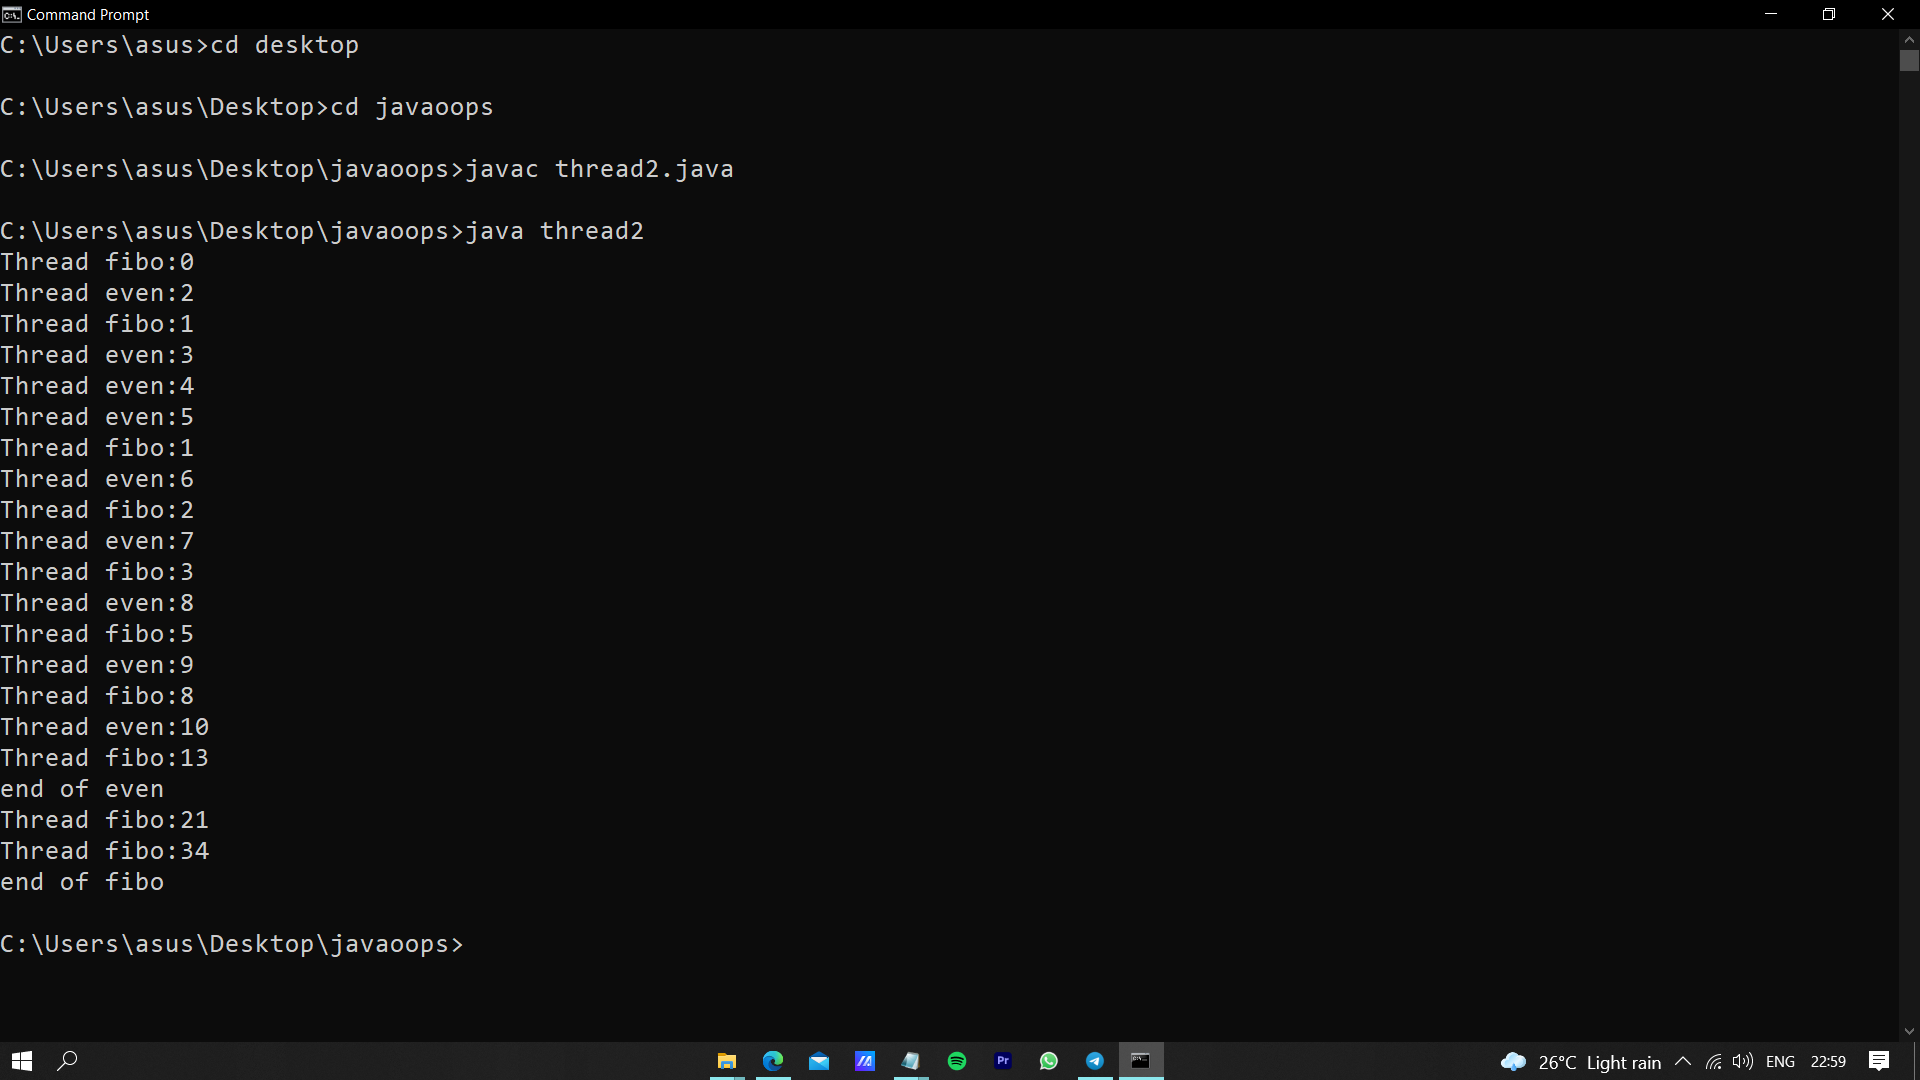 Command Prompt
C:\Users\asus>cd desktop
C:\Users\asus\Desktop>cd javaoops
C:\Users\asus\Desktop\javaoops>javac thread2.java
C:\Users\asus\Desktop\javaoops>java thread2
Thread fibo:0
Thread even:2
Thread fibo:1
Thread even:3
Thread even:4
Thread even:5
Thread fibo:1
Thread even:6
Thread fibo:2
Thread even:7
Thread fibo:3
Thread even:8
Thread fibo:5
Thread even:9
Thread fibo:8
Thread even:10
Thread fibo:13
end of even
Thread fibo:21
Thread fibo:34
end of fibo
C:\Users\asus\Desktop\javaoops>
Pr
26°C Light rain ENG 22:59